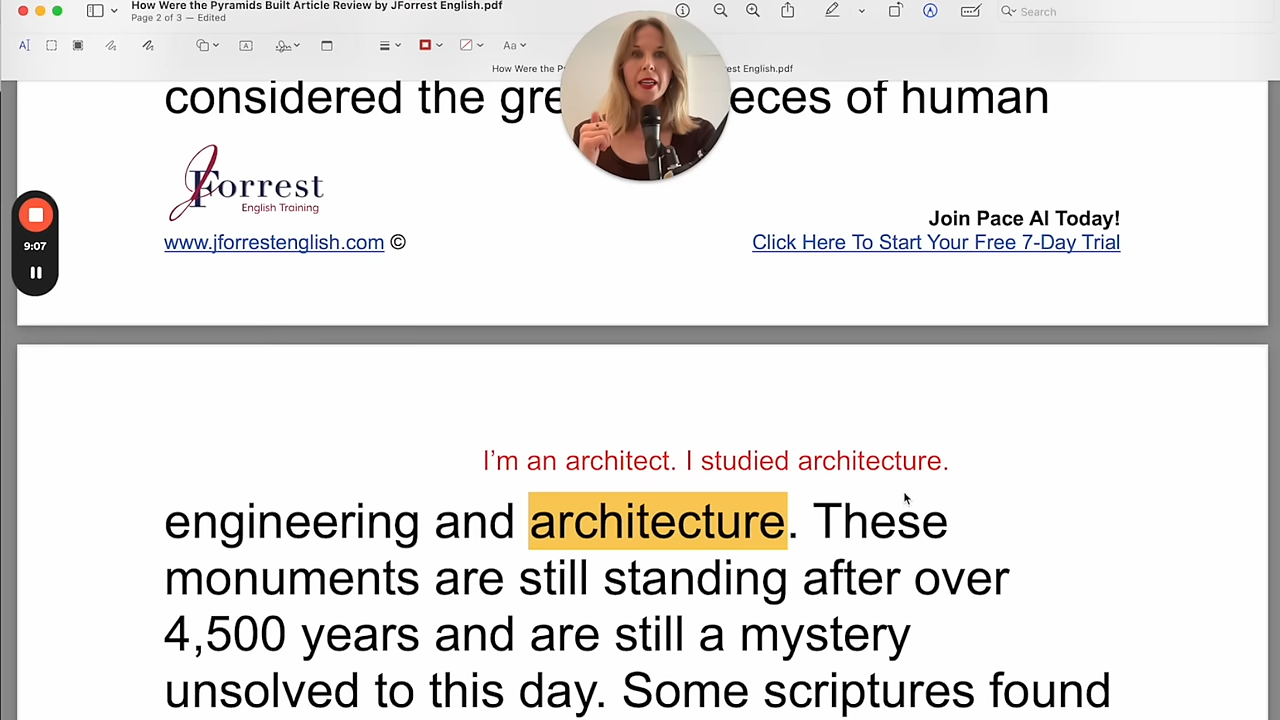 How Were the Pyramids Built Article Review by JForrest English.pdf
Page 2 of 3 — Edited
Search
Aa
How Were the P
rest English.pdf
considered the gre
eces of human
JForrest
English Training
www.jforrestenglish.com ©
Join Pace AI Today!
Click Here To Start Your Free 7-Day Trial
9:07
I'm an architect. I studied architecture.
engineering and architecture. These
monuments are still standing after over
4,500 years and are still a mystery
unsolved to this day. Some scriptures found